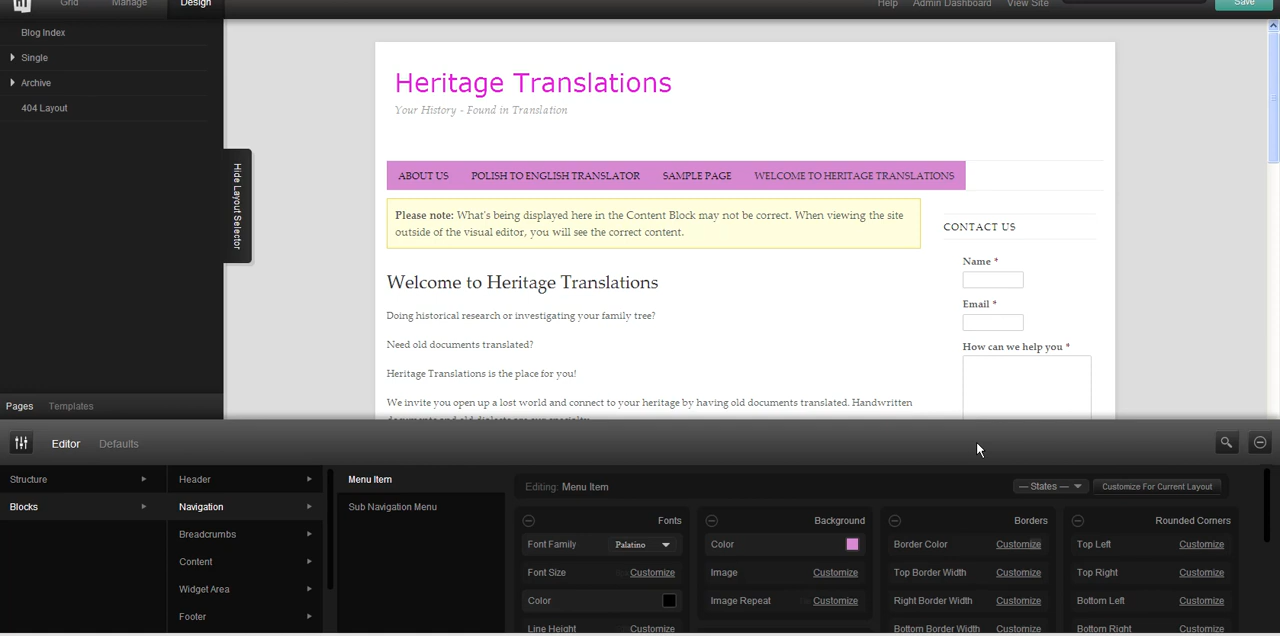 Grid Manage Design Help Admin Dashboard View Site Save
Blog Index
Single
Archive
404 Layout
Hide Layout Selector
Pages Templates
Heritage Translations
Your History - Found in Translation
ABOUT US POLISH TO ENGLISH TRANSLATOR SAMPLE PAGE WELCOME TO HERITAGE TRANSLATIONS
Please note: What's being displayed here in the Content Block may not be correct. When viewing the site
outside of the visual editor, you will see the correct content.
Welcome to Heritage Translations
Doing historical research or investigating your family tree?
Need old documents translated?
Heritage Translations is the place for you!
We invite you open up a lost world and connect to your heritage by having old documents translated. Handwritten
documents and old dialects are our specialty.
CONTACT US
Name *
Email *
How can we help you *
Editor Defaults
Structure
Blocks
Header
Navigation
Breadcrumbs
Content
Widget Area
Footer
Menu Item
Sub Navigation Menu
Editing: Menu Item
— States — Customize For Current Layout
Fonts
Font Family Palatino
Font Size Customize
Color
Line Height Customize
Background
Color
Image Customize
Image Repeat Customize
Borders
Border Color Customize
Top Border Width Customize
Right Border Width Customize
Bottom Border Width Customize
Rounded Corners
Top Left Customize
Top Right Customize
Bottom Left Customize
Bottom Right Customize